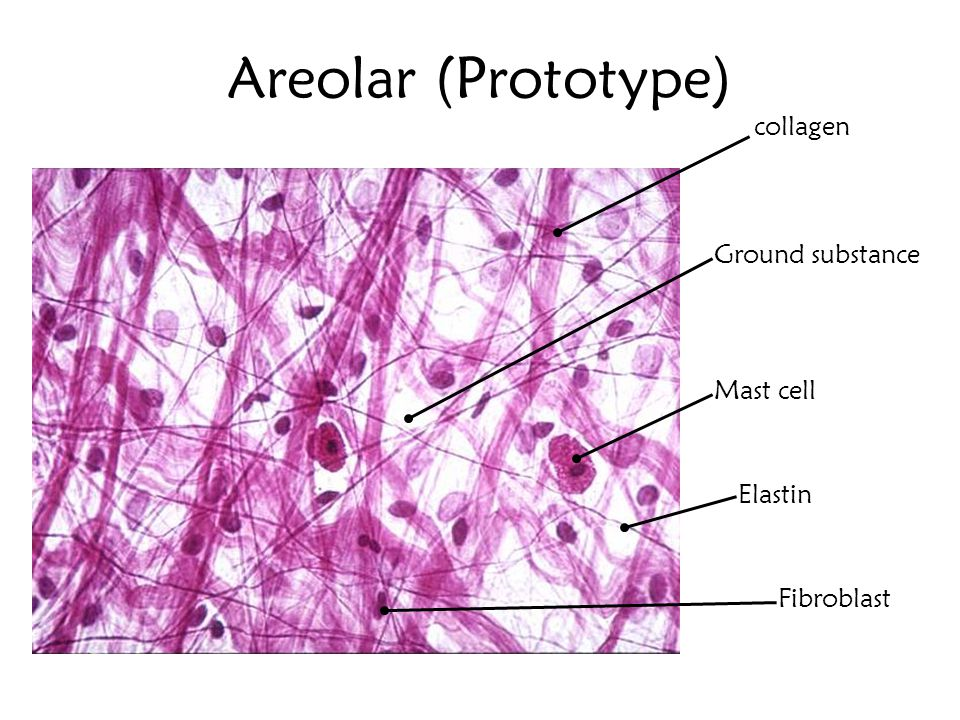 Areolar (Prototype)
collagen
Ground substance
Mast cell
Elastin
Fibroblast